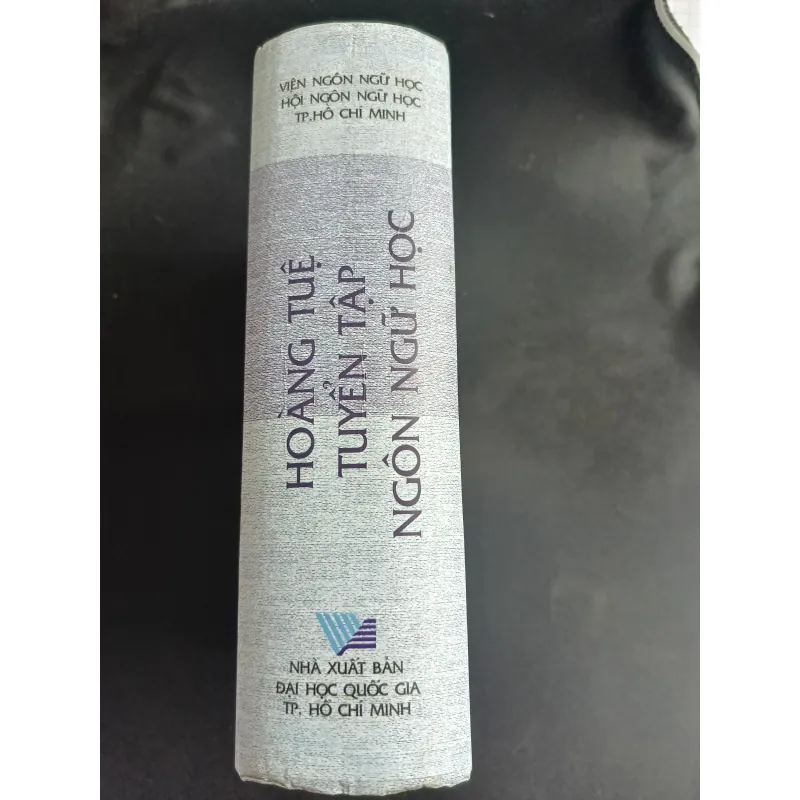 VIỆN NGÔN NGỮ HỌC
HỘI NGÔN NGỮ HỌC
TP.HỒ CHÍ MINH
HOÀNG TUỆ
TUYỂN TẬP
NGÔN NGỮ HỌC
NHÀ XUẤT BẢN
ĐẠI HỌC QUỐC GIA
TP. HỒ CHÍ MINH